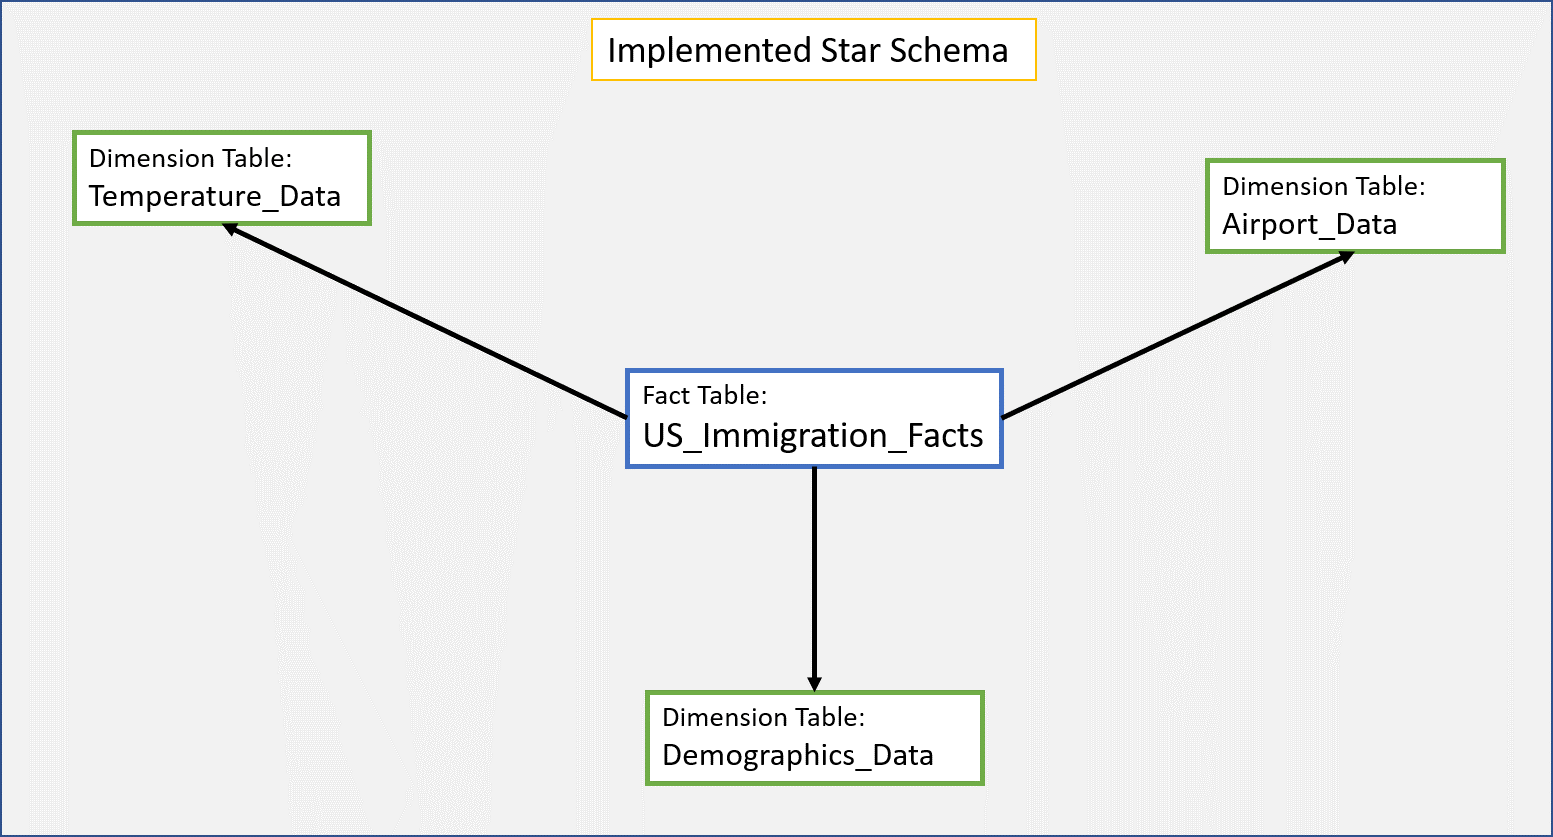 Implemented Star Schema
Dimension Table:
Temperature_Data
Dimension Table:
Airport_Data
Fact Table:
US_Immigration_Facts
Dimension Table:
Demographics_Data